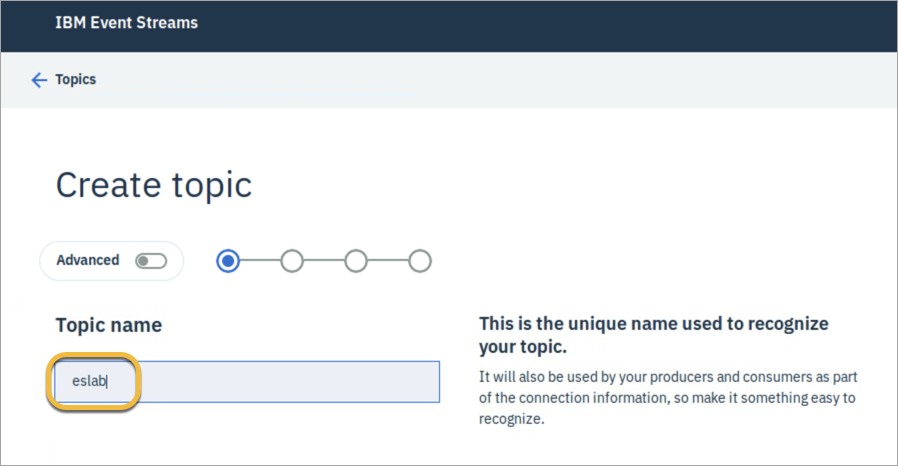 IBM Event Streams
Topics
Create topic
Advanced
Topic name
eslab
This is the unique name used to recognize
your topic.
It will also be used by your producers and consumers as part
of the connection information, so make it something easy to
recognize.